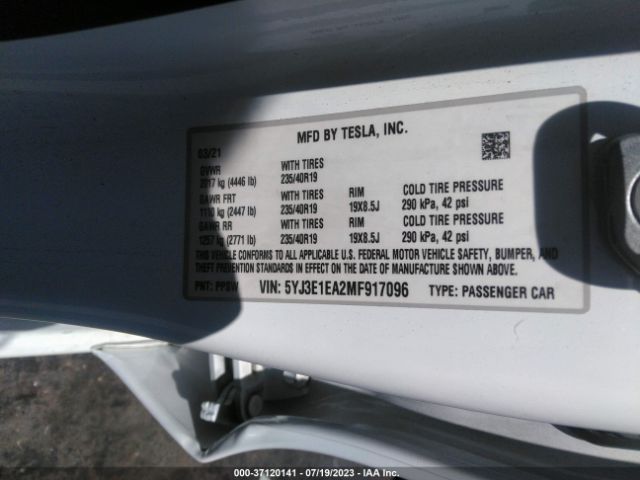 MFD BY TESLA, INC.
03/21
GVWR WITH TIRES
2017 kg (4446 lb) 235/40R19
GAWR FRT WITH TIRES RIM COLD TIRE PRESSURE
1110 kg (2447 lb) 235/40R19 19X8.5J 290 kPa, 42 psi
GAWR RR WITH TIRES RIM COLD TIRE PRESSURE
1257 kg (2771 lb) 235/40R19 19X8.5J 290 kPa, 42 psi
THIS VEHICLE CONFORMS TO ALL APPLICABLE U.S. FEDERAL MOTOR VEHICLE SAFETY, BUMPER, AND
THEFT PREVENTION STANDARDS IN EFFECT ON THE DATE OF MANUFACTURE SHOWN ABOVE.
PNT: PPSW VIN: 5YJ3E1EA2MF917096 TYPE: PASSENGER CAR
000-37120141 - 07/19/2023 - IAA Inc.